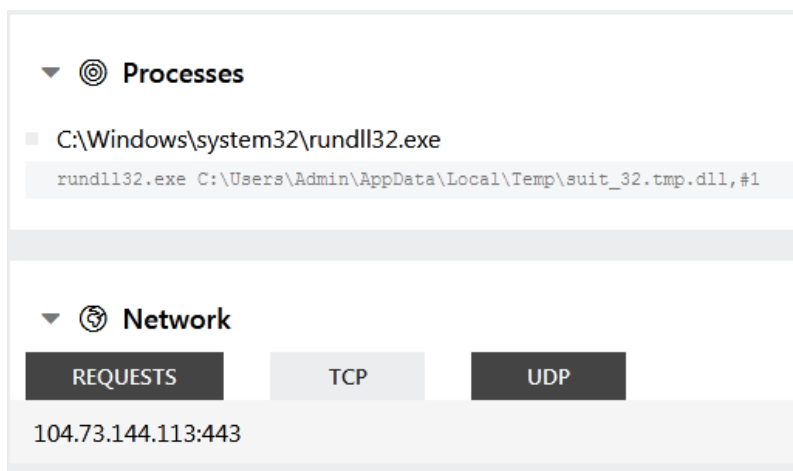 Processes
C:\Windows\system32\rundll32.exe
rundll32.exe C:\Users\Admin\AppData\Local\Temp\suit_32.tmp.dll,#1
Network
REQUESTS TCP UDP
104.73.144.113:443